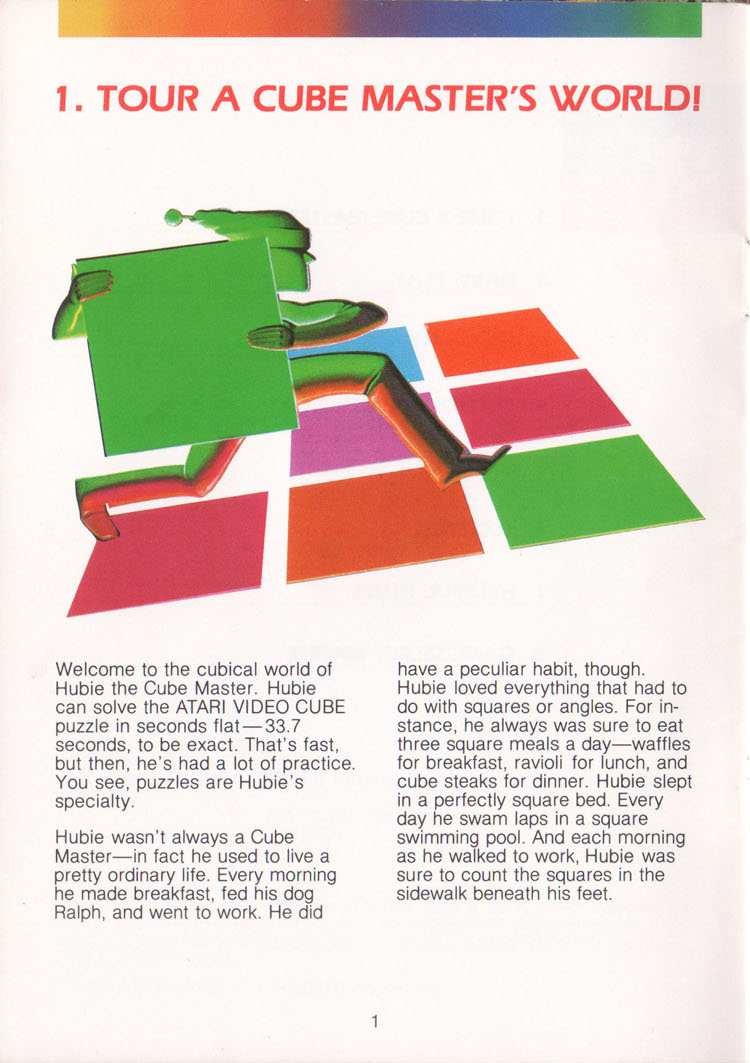 1. TOUR A CUBE MASTER'S WORLD!
Welcome to the cubical world of
Hubie the Cube Master. Hubie
can solve the ATARI VIDEO CUBE
puzzle in seconds flat—33.7
seconds, to be exact. That's fast,
but then, he's had a lot of practice.
You see, puzzles are Hubie's
specialty.
Hubie wasn't always a Cube
Master—in fact he used to live a
pretty ordinary life. Every morning
he made breakfast, fed his dog
Ralph, and went to work. He did
have a peculiar habit, though.
Hubie loved everything that had to
do with squares or angles. For in-
stance, he always was sure to eat
three square meals a day—waffles
for breakfast, ravioli for lunch, and
cube steaks for dinner. Hubie slept
in a perfectly square bed. Every
day he swam laps in a square
swimming pool. And each morning
as he walked to work, Hubie was
sure to count the squares in the
sidewalk beneath his feet.
1